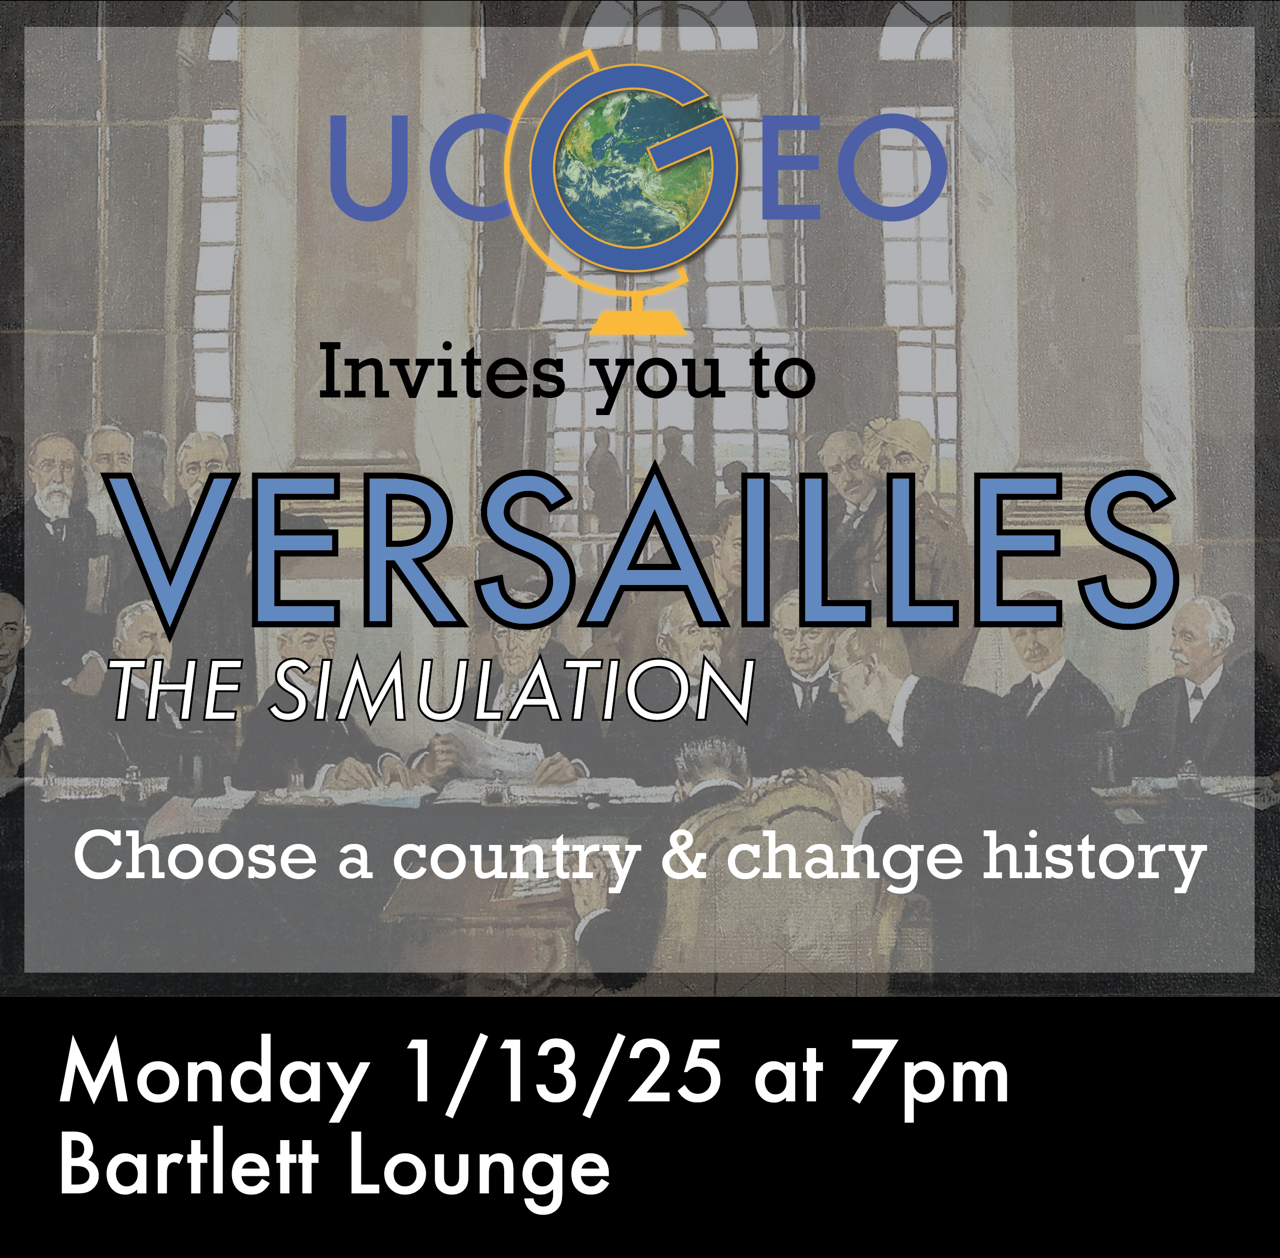 UCGEO
Invites you to
VERSAILLES
THE SIMULATION
Choose a country & change history
Monday 1/13/25 at 7pm
Bartlett Lounge